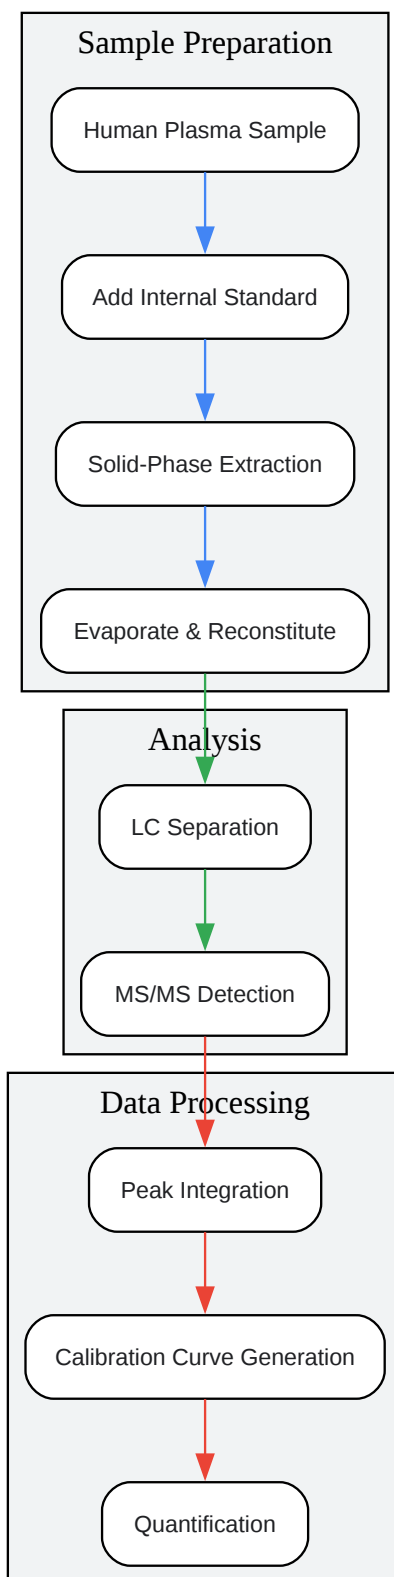 Sample Preparation
Human Plasma Sample
Add Internal Standard
Solid-Phase Extraction
Evaporate & Reconstitute
Analysis
LC Separation
MS/MS Detection
Data Processing
Peak Integration
Calibration Curve Generation
Quantification